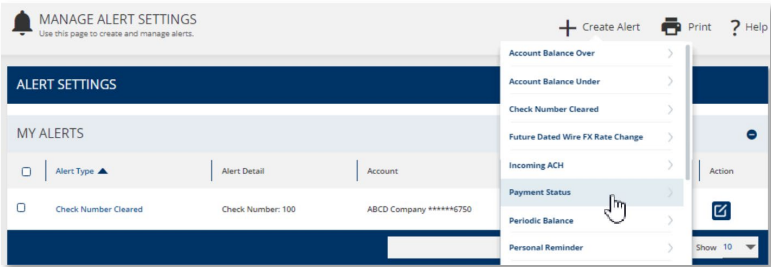 MANAGE ALERT SETTINGS
Use this page to create and manage alerts.
Create Alert
Print
? Help
ALERT SETTINGS
MY ALERTS
Alert Type
Alert Detail
Account
Action
Check Number Cleared
Check Number: 100
ABCD Company ******6750
Show 10
Account Balance Over
Account Balance Under
Check Number Cleared
Future Dated Wire FX Rate Change
Incoming ACH
Payment Status
Periodic Balance
Personal Reminder